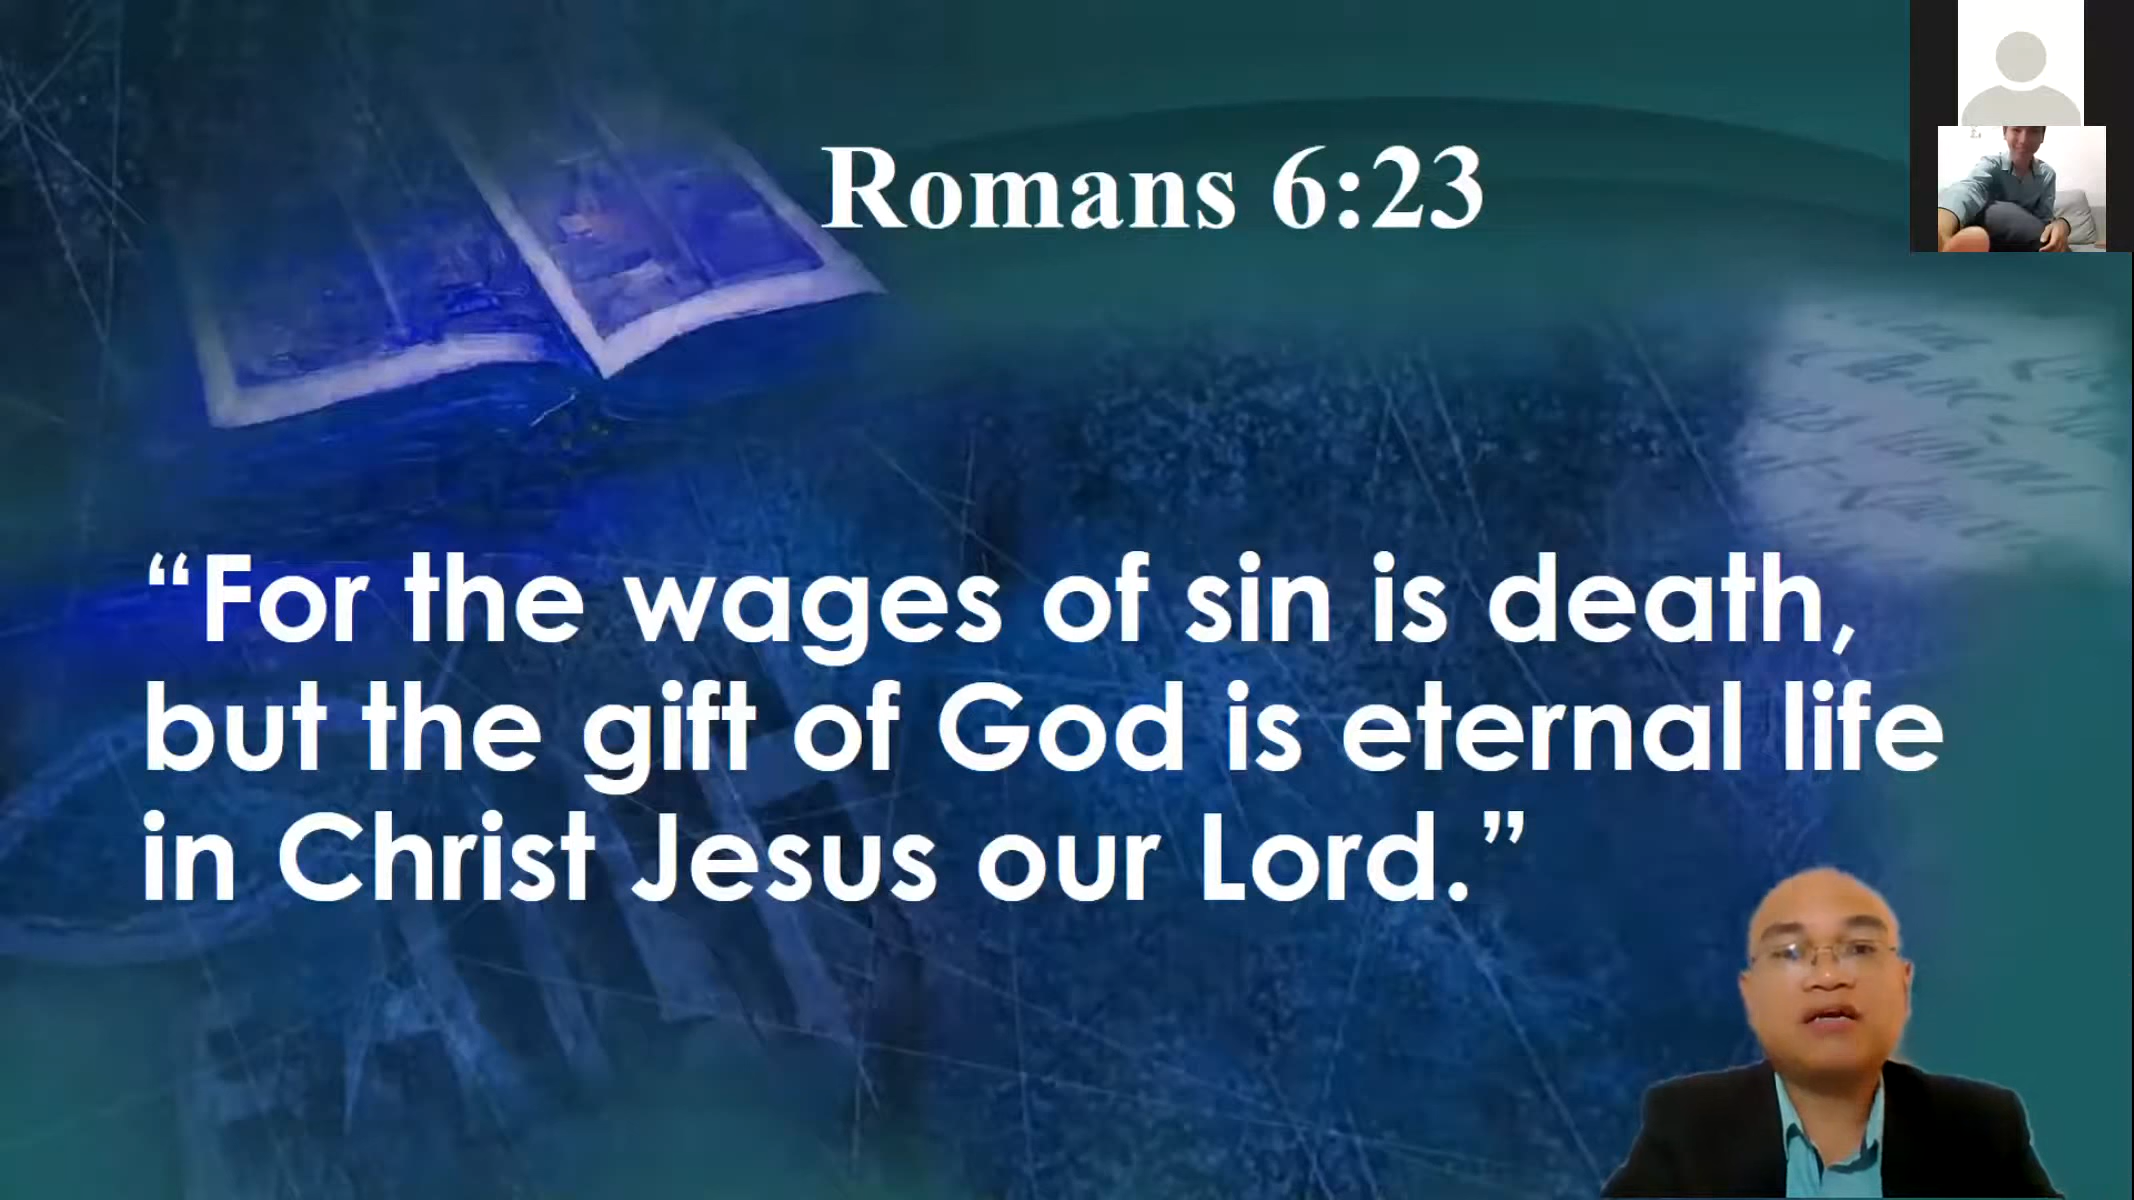 Romans 6:23
“For the wages of sin is death,
but the gift of God is eternal life
in Christ Jesus our Lord.”